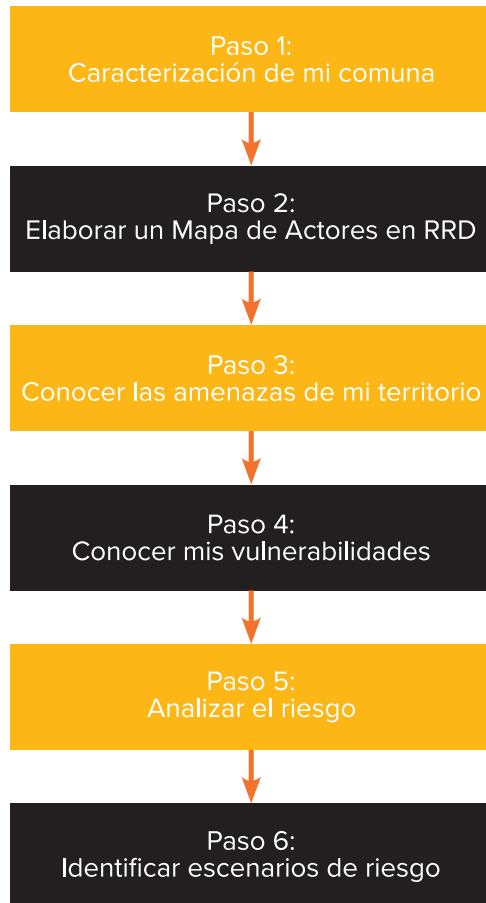 Paso 1:
Caracterización de mi comuna
Paso 2:
Elaborar un Mapa de Actores en RRD
Paso 3:
Conocer las amenazas de mi territorio
Paso 4:
Conocer mis vulnerabilidades
Paso 5:
Analizar el riesgo
Paso 6:
Identificar escenarios de riesgo